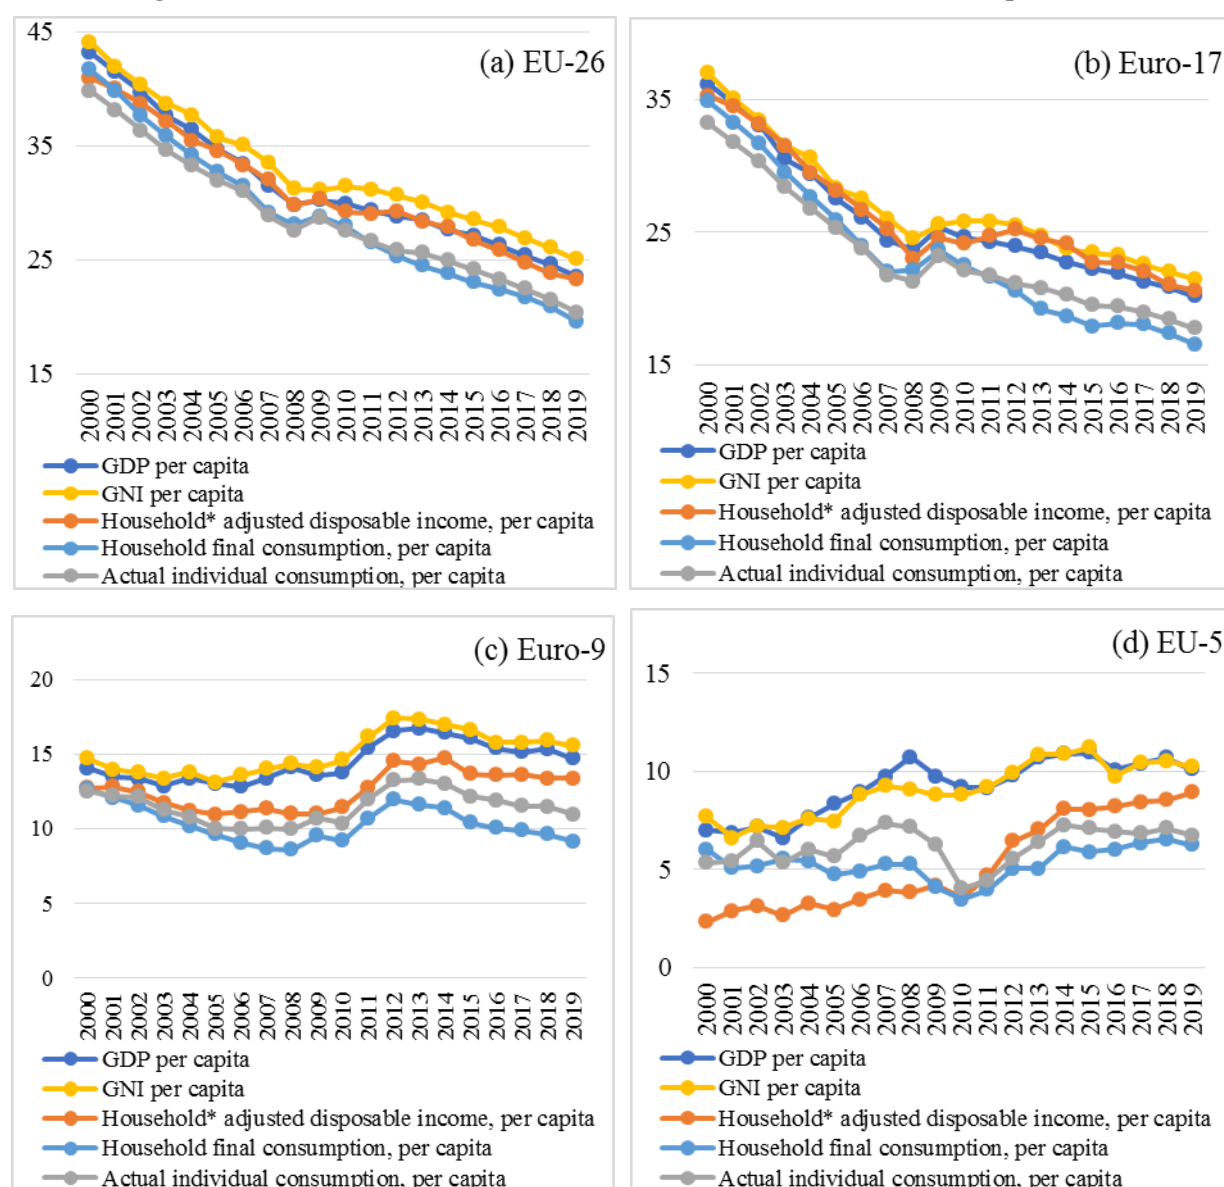 (a) EU-26
45
35
25
15
2000 2001 2002 2003 2004 2005 2006 2007 2008 2009 2010 2011 2012 2013 2014 2015 2016 2017 2018 2019
GDP per capita
GNI per capita
Household* adjusted disposable income, per capita
Household final consumption, per capita
Actual individual consumption, per capita
(b) Euro-17
35
25
15
2000 2001 2002 2003 2004 2005 2006 2007 2008 2009 2010 2011 2012 2013 2014 2015 2016 2017 2018 2019
GDP per capita
GNI per capita
Household* adjusted disposable income, per capita
Household final consumption, per capita
Actual individual consumption, per capita
(c) Euro-9
20
15
10
5
0
2000 2001 2002 2003 2004 2005 2006 2007 2008 2009 2010 2011 2012 2013 2014 2015 2016 2017 2018 2019
GDP per capita
GNI per capita
Household* adjusted disposable income, per capita
Household final consumption, per capita
Actual individual consumption, per capita
(d) EU-5
15
10
5
0
2000 2001 2002 2003 2004 2005 2006 2007 2008 2009 2010 2011 2012 2013 2014 2015 2016 2017 2018 2019
GDP per capita
GNI per capita
Household* adjusted disposable income, per capita
Household final consumption, per capita
Actual individual consumption, per capita